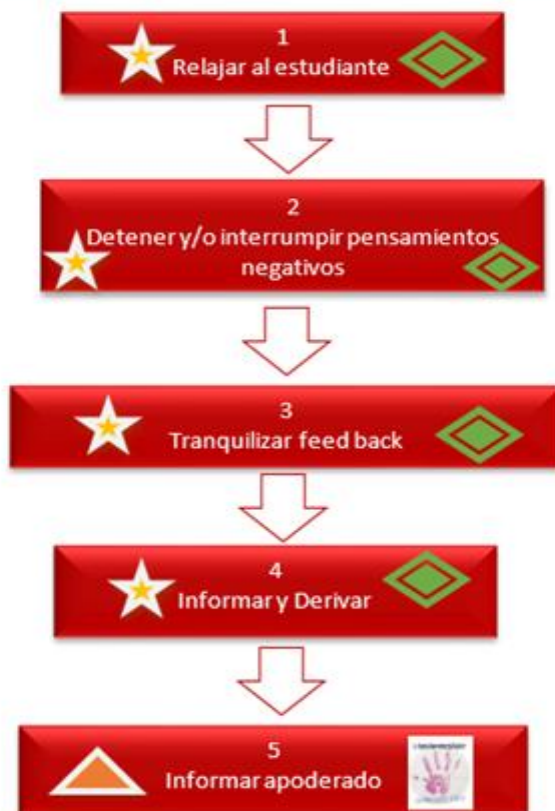 1
Relajar al estudiante
2
Detener y/o interrumpir pensamientos
negativos
3
Tranquilizar feed back
4
Informar y Derivar
5
Informar apoderado